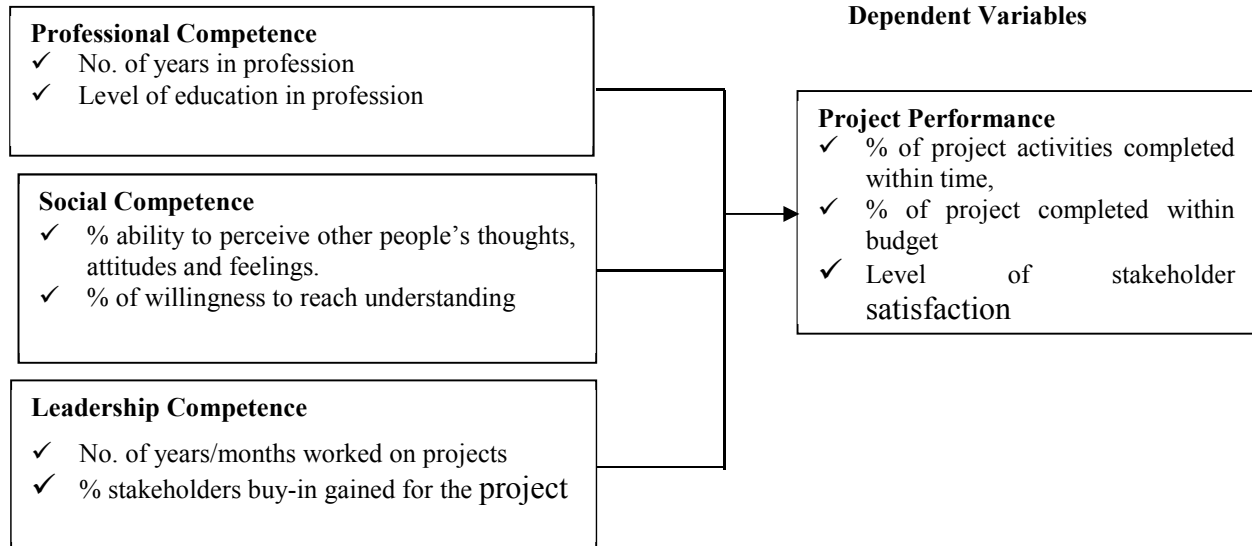 Dependent Variables
Professional Competence
✓ No. of years in profession
✓ Level of education in profession
Social Competence
✓ % ability to perceive other people's thoughts,
attitudes and feelings.
✓ % of willingness to reach understanding
Leadership Competence
✓ No. of years/months worked on projects
✓ % stakeholders buy-in gained for the project
Project Performance
✓ % of project activities completed
within time,
✓ % of project completed within
budget
✓ Level of stakeholder
satisfaction